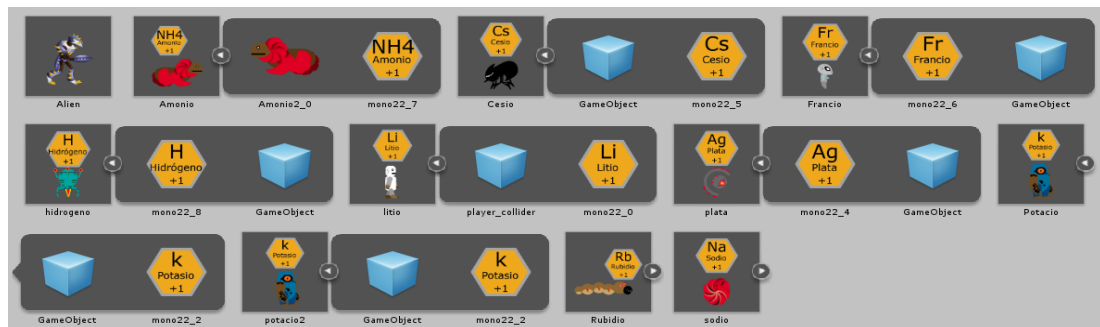 NH4
Amonio
+1
NH4
Amonio
+1
Cs
Cesio
+1
Cs
Cesio
+1
Fr
Francio
+1
Fr
Francio
+1
Alien
Amonio
Amonio2_0
mono22_7
Cesio
GameObject
mono22_5
Francio
mono22_6
GameObject
H
Hidrógeno
+1
H
Hidrógeno
+1
Li
Litio
+1
Li
Litio
+1
Ag
Plata
+1
Ag
Plata
+1
k
Potasio
+1
hidrogeno
mono22_8
GameObject
litio
player_collider
mono22_0
plata
mono22_4
GameObject
Potacio
k
Potasio
+1
k
Potasio
+1
k
Potasio
+1
Rb
Rubidio
+1
Na
Sodio
+1
GameObject
mono22_2
potacio2
GameObject
mono22_2
Rubidio
sodio